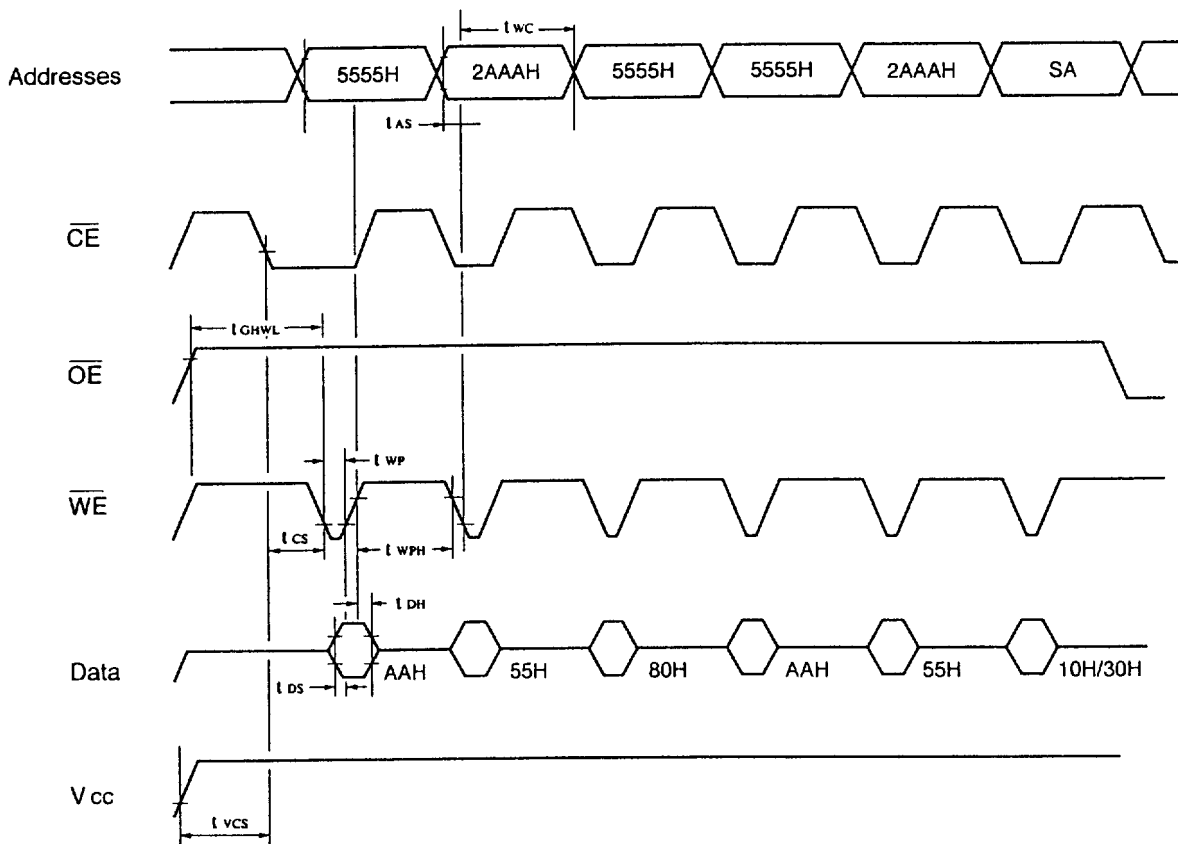 t WC
Addresses 5555H 2AAAH 5555H 5555H 2AAAH SA
t AS
CE
t GHWL
OE
t WP
WE
t CS t WPH
t DH
Data AAH 55H 80H AAH 55H 10H/30H
t DS
Vcc
t VCS